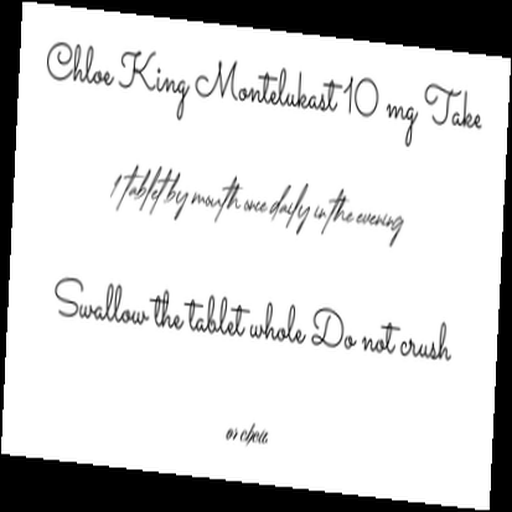 Chloe King Montelukast 10 mg Take
1 tablet by mouth once daily in the evening
Swallow the tablet whole Do not crush
or chew